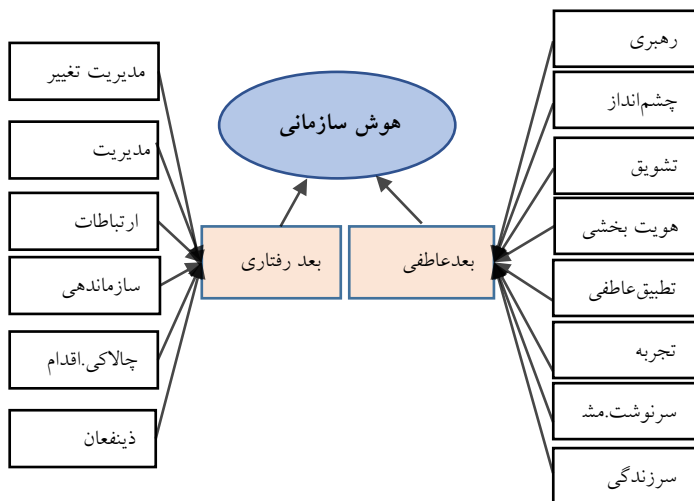 هوش سازمانی
بعدعاطفی
بعد رفتاری
رهبری
چشم‌انداز
تشویق
هویت بخشی
تطبیق‌عاطفی
تجربه
سرنوشت.مشـ
سرزندگی
مدیریت تغییر
مدیریت
ارتباطات
سازماندهی
چالاکی.اقدام
ذینفعان